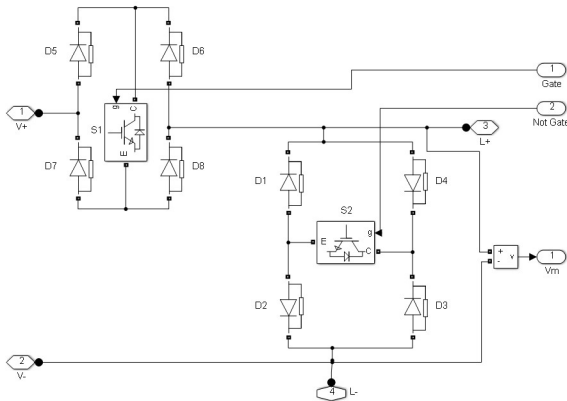 D5
D6
1
Gate
g
C
1
V+
S1
E
2
Not Gate
3
L+
D7
D8
D1
D4
S2
g
E
C
+
-
v
1
Vm
D2
D3
2
V-
4
L-